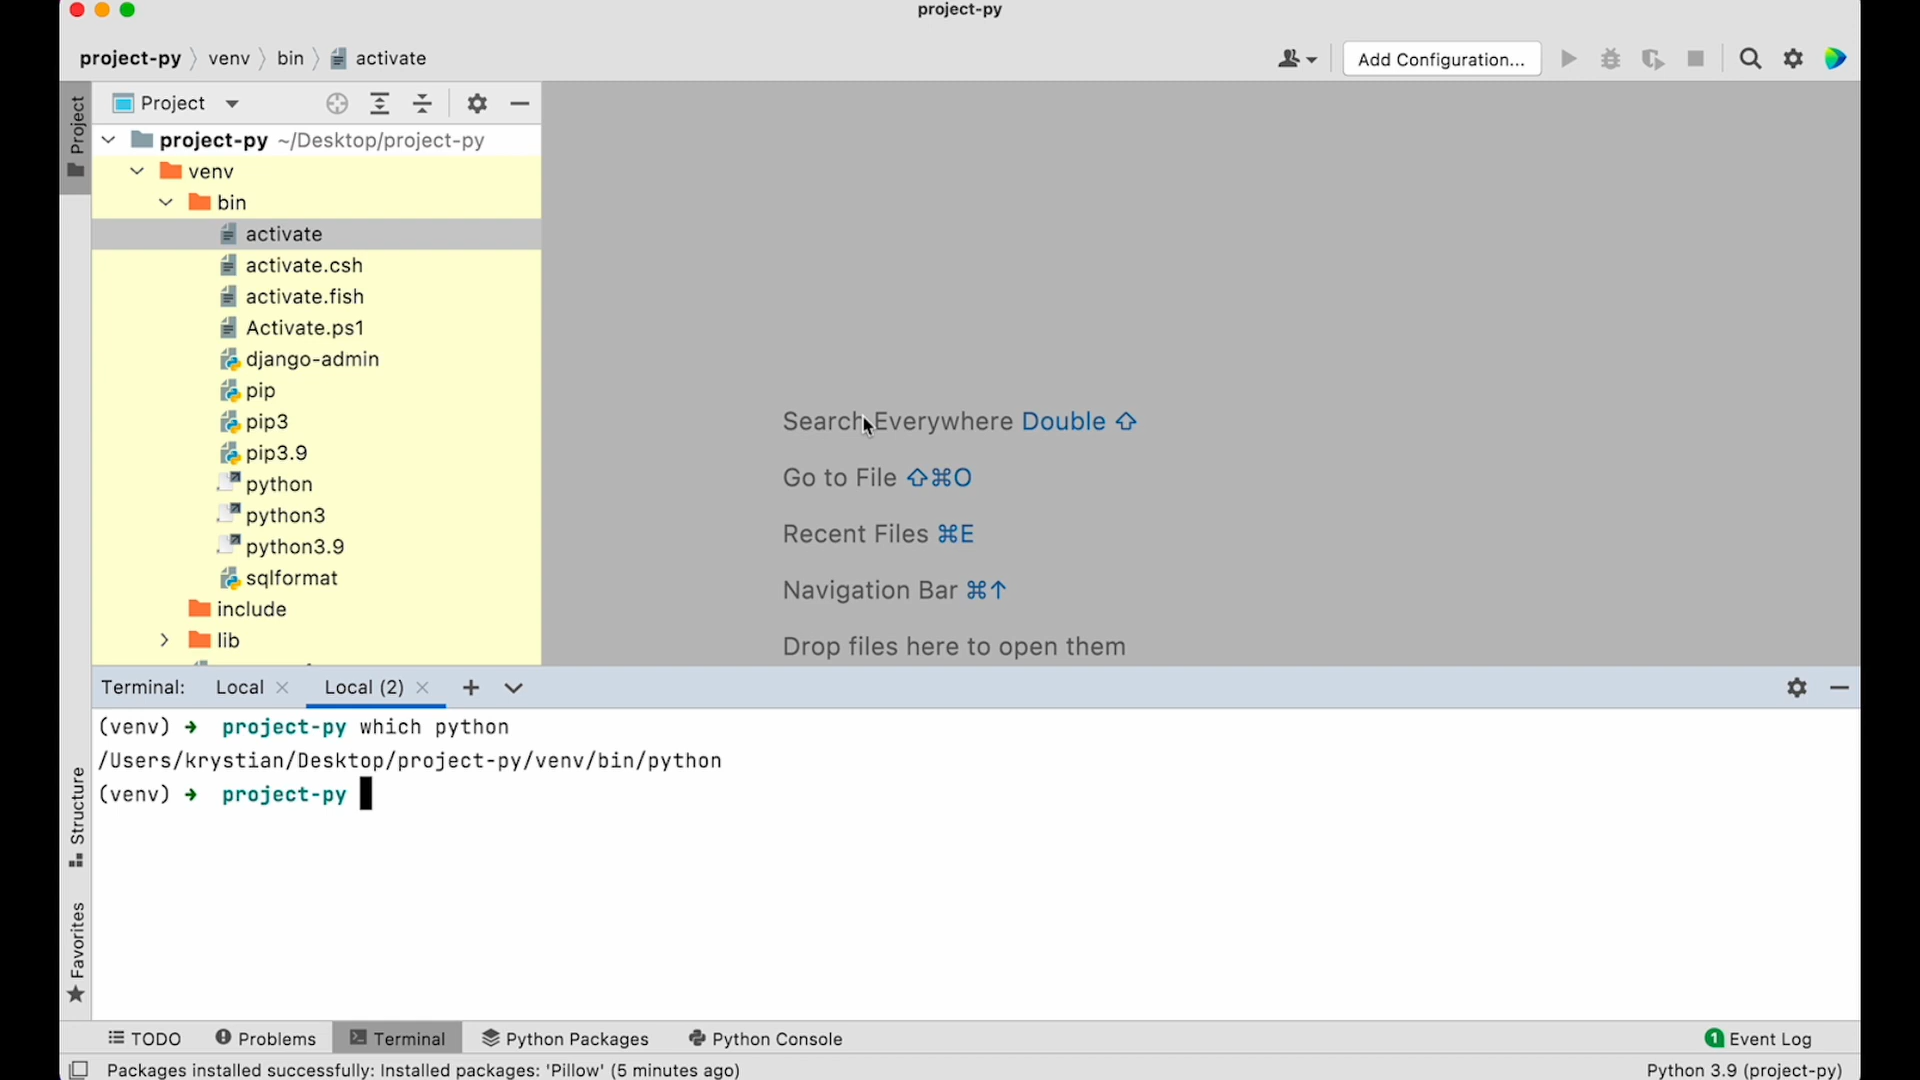 project-py
project-py 〉 venv 〉 bin 〉 activate
Add Configuration...
Project
Project
project-py ~/Desktop/project-py
venv
bin
activate
activate.csh
activate.fish
Activate.ps1
django-admin
pip
pip3
pip3.9
python
python3
python3.9
sqlformat
include
lib
Search Everywhere Double ⇧
Go to File ⇧⌘O
Recent Files ⌘E
Navigation Bar ⌘↑
Drop files here to open them
Structure
Favorites
Terminal: Local Local (2)
(venv) ➜ project-py which python
/Users/krystian/Desktop/project-py/venv/bin/python
(venv) ➜ project-py
TODO Problems Terminal Python Packages Python Console 1 Event Log
Packages installed successfully: Installed packages: 'Pillow' (5 minutes ago) Python 3.9 (project-py)